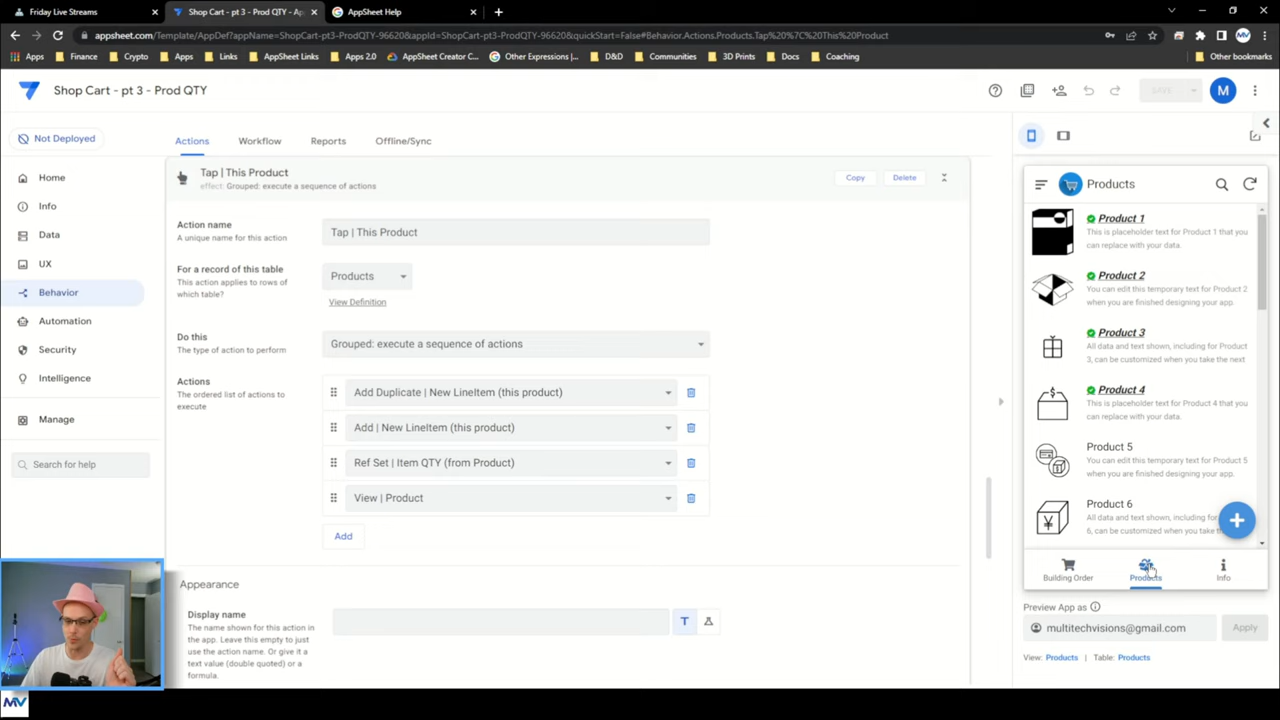 Friday Live Streams
Shop Cart - pt 3 - Prod QTY - Ap
AppSheet Help
appsheet.com/Template/AppDef?appName=ShopCart-pt3-ProdQTY-96620&appId=ShopCart-pt3-ProdQTY-96620&quickStart=False#Behavior.Actions.Products.Tap%20%7C%20This%20Product
Apps
Finance
Crypto
Apps
Links
AppSheet Links
Apps 2.0
AppSheet Creator C...
Other Expressions,...
D&D
Communities
3D Prints
Docs
Coaching
Other bookmarks
Shop Cart - pt 3 - Prod QTY
SAVE
M
Not Deployed
Home
Info
Data
UX
Behavior
Automation
Security
Intelligence
Manage
Search for help
Actions
Workflow
Reports
Offline/Sync
Tap | This Product
effect: Grouped: execute a sequence of actions
Copy
Delete
Action name
A unique name for this action
Tap | This Product
For a record of this table
This action applies to rows of
which table?
Products
View Definition
Do this
The type of action to perform
Grouped: execute a sequence of actions
Actions
The ordered list of actions to
execute
Add Duplicate | New LineItem (this product)
Add | New LineItem (this product)
Ref Set | Item QTY (from Product)
View | Product
Add
Appearance
Display name
The name shown for this action in
the app. Leave this empty to just
use the action name. Or give it a
text value (double quoted) or a
formula.
T
Products
Product 1
This is placeholder text for Product 1 that you
can replace with your data.
Product 2
You can edit this temporary text for Product 2
when you are finished designing your app.
Product 3
All data and text shown, including for Product
3, can be customized when you take the next
Product 4
This is placeholder text for Product 4 that you
can replace with your data.
Product 5
You can edit this temporary text for Product 5
when you are finished designing your app.
Product 6
All data and text shown, including for
6, can be customized when you take
Building Order
Products
Info
Preview App as
multitechvisions@gmail.com
Apply
View: Products | Table: Products
MV